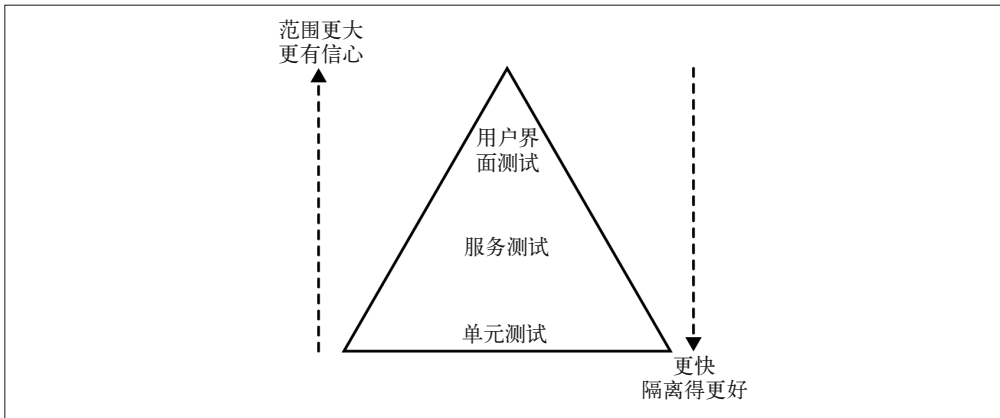 范围更大
更有信心
用户界
面测试
服务测试
单元测试
更快
隔离得更好